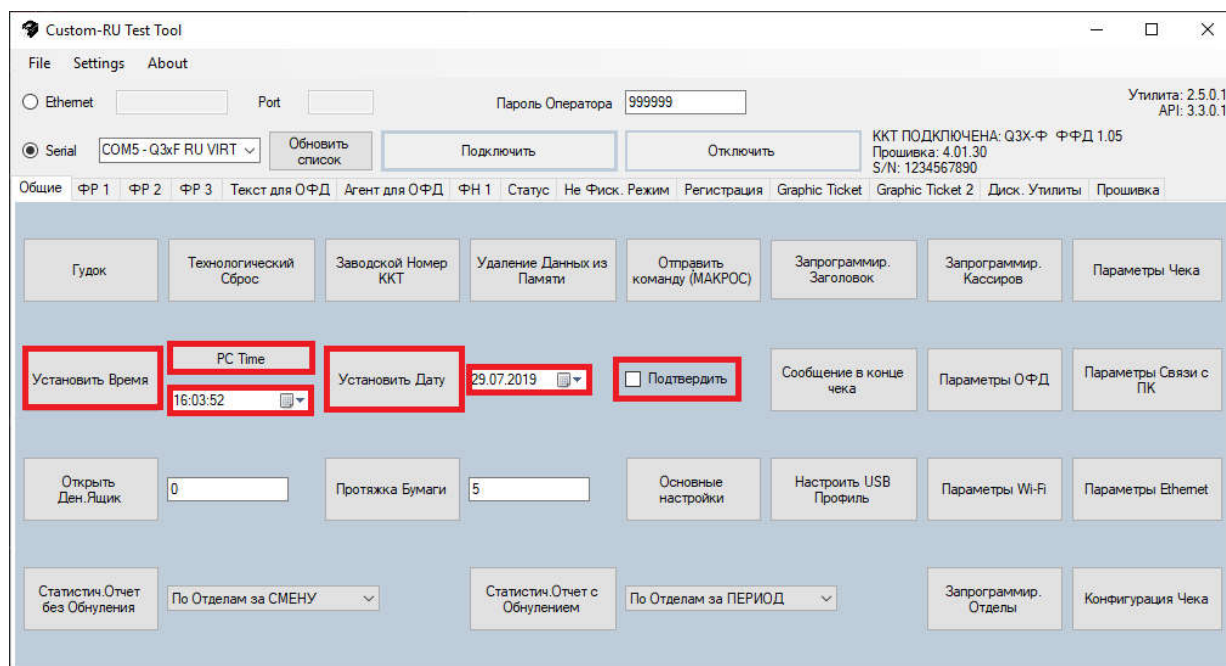 Custom-RU Test Tool
File Settings About
Ethernet Port Пароль Оператора 999999
Утилита: 2.5.0.1
API: 3.3.0.1
Serial COM5 - Q3xF RU VIRT
Обновить
список
Подключить
Отключить
ККТ ПОДКЛЮЧЕНА: Q3X-Ф ФФД 1.05
Прошивка: 4.01.30
S/N: 1234567890
Общие ФР 1 ФР 2 ФР 3 Текст для ОФД Агент для ОФД ФН 1 Статус Не Фиск. Режим Регистрация Graphic Ticket Graphic Ticket 2 Диск. Утилиты Прошивка
Гудок
Технологический
Сброс
Заводской Номер
ККТ
Удаление Данных из
Памяти
Отправить
команду (МАКРОС)
Запрограммир.
Заголовок
Запрограммир.
Кассиров
Параметры Чека
Установить Время
PC Time
16:03:52
Установить Дату
29.07.2019
Подтвердить
Сообщение в конце
чека
Параметры ОФД
Параметры Связи с
ПК
Открыть
Ден.Ящик
0
Протяжка Бумаги
5
Основные
настройки
Настроить USB
Профиль
Параметры Wi-Fi
Параметры Ethernet
Статистич.Отчет
без Обнуления
По Отделам за СМЕНУ
Статистич.Отчет с
Обнулением
По Отделам за ПЕРИОД
Запрограммир.
Отделы
Конфигурация Чека